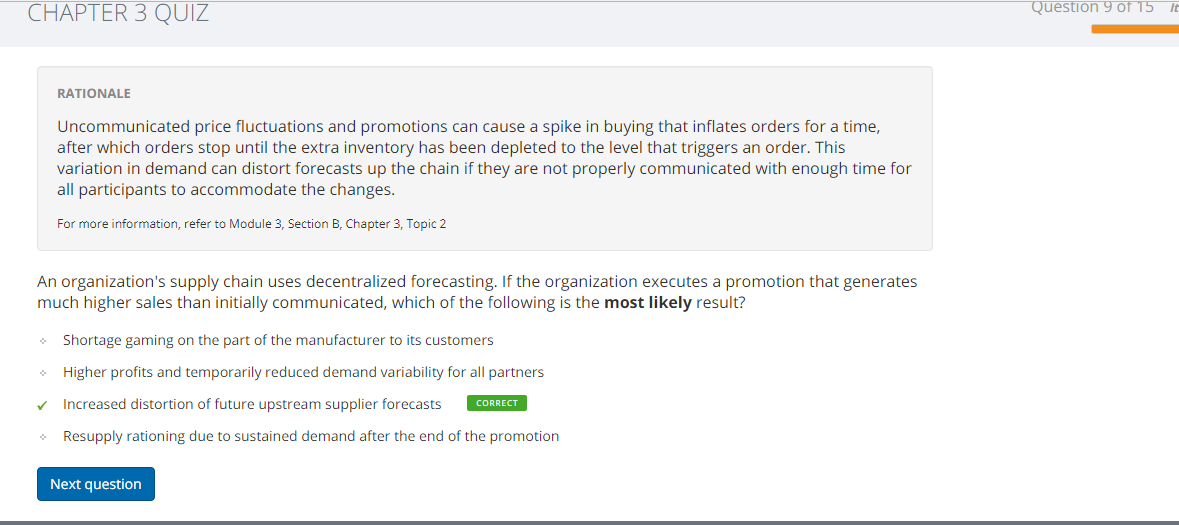 CHAPTER 3 QUIZ
Question 9 of 15
RATIONALE
Uncommunicated price fluctuations and promotions can cause a spike in buying that inflates orders for a time,
after which orders stop until the extra inventory has been depleted to the level that triggers an order. This
variation in demand can distort forecasts up the chain if they are not properly communicated with enough time for
all participants to accommodate the changes.
For more information, refer to Module 3, Section B, Chapter 3, Topic 2
An organization's supply chain uses decentralized forecasting. If the organization executes a promotion that generates
much higher sales than initially communicated, which of the following is the most likely result?
Shortage gaming on the part of the manufacturer to its customers
Higher profits and temporarily reduced demand variability for all partners
Increased distortion of future upstream supplier forecasts CORRECT
Resupply rationing due to sustained demand after the end of the promotion
Next question